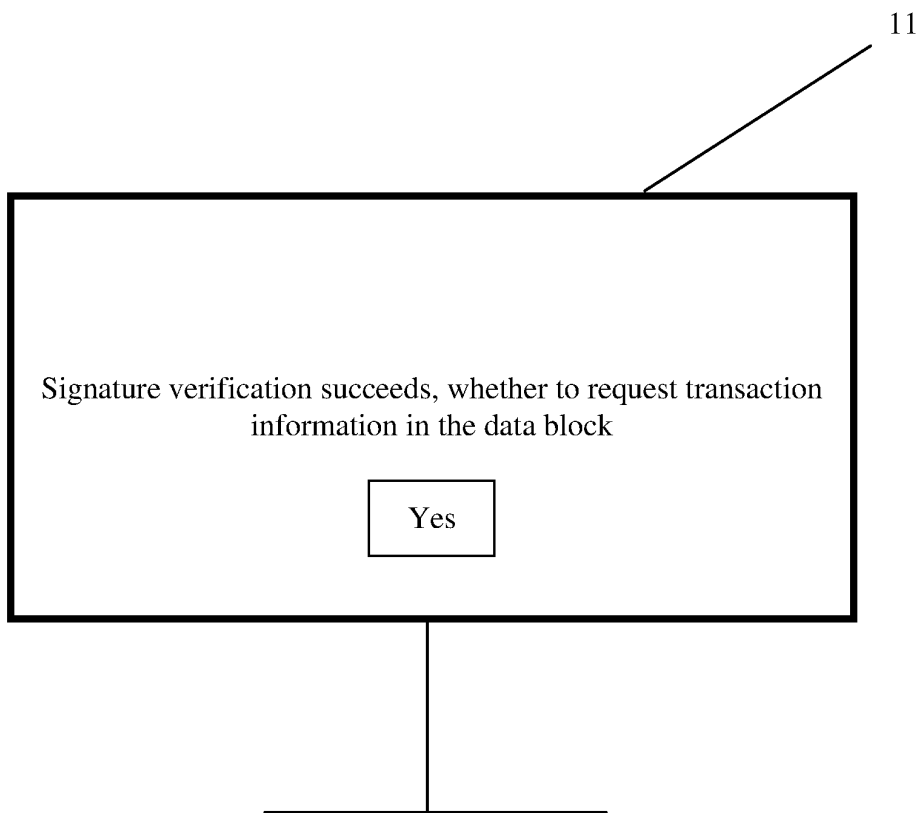 11
Signature verification succeeds, whether to request transaction
information in the data block
Yes